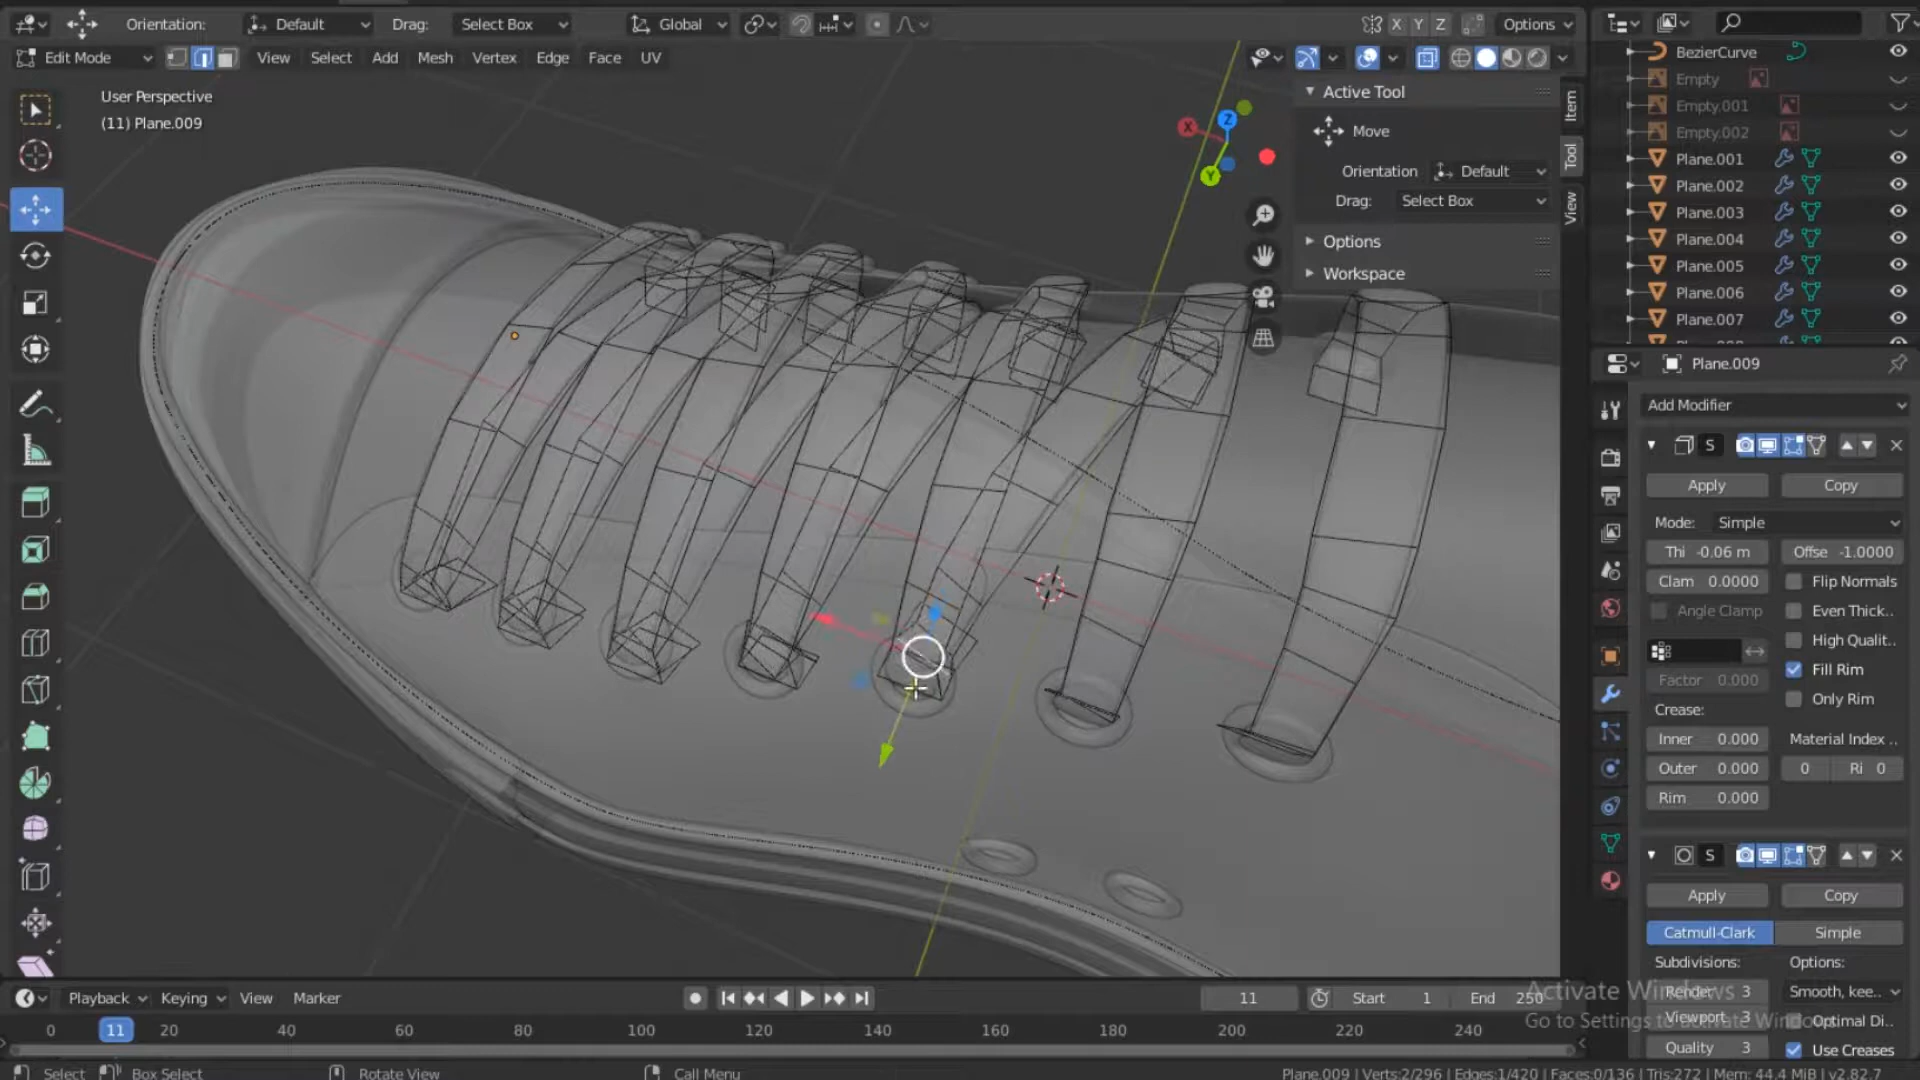 Orientation: Default Drag: Select Box Global X Y Z Options
Edit Mode View Select Add Mesh Vertex Edge Face UV
User Perspective
(11) Plane.009
X
Z
Y
Active Tool
Move
Orientation Default
Drag: Select Box
Options
Workspace
Item
Tool
View
BezierCurve
Empty
Empty.001
Empty.002
Plane.001
Plane.002
Plane.003
Plane.004
Plane.005
Plane.006
Plane.007
Plane.009
Add Modifier
S
Apply Copy
Mode: Simple
Thi -0.06 m Offse -1.0000
Clam 0.0000 Flip Normals
Angle Clamp Even Thick..
High Qualit..
Factor 0.000 Fill Rim
Crease: Only Rim
Inner 0.000 Material Index ..
Outer 0.000 0 Ri 0
Rim 0.000
S
Apply Copy
Catmull-Clark Simple
Subdivisions: Options:
Render 3 Smooth, kee..
Viewport 3 Optimal Di..
Quality 3 Use Creases
Activate Windows
Go to Settings to activate Windows.
Playback Keying View Marker 11 Start 1 End 250
0 11 20 40 60 80 100 120 140 160 180 200 220 240
Select Box Select Rotate View Call Menu Plane.009 | Verts:2/296 | Edges:1/420 | Faces:0/136 | Tris:272 | Mem: 44.4 MiB | v2.82.7